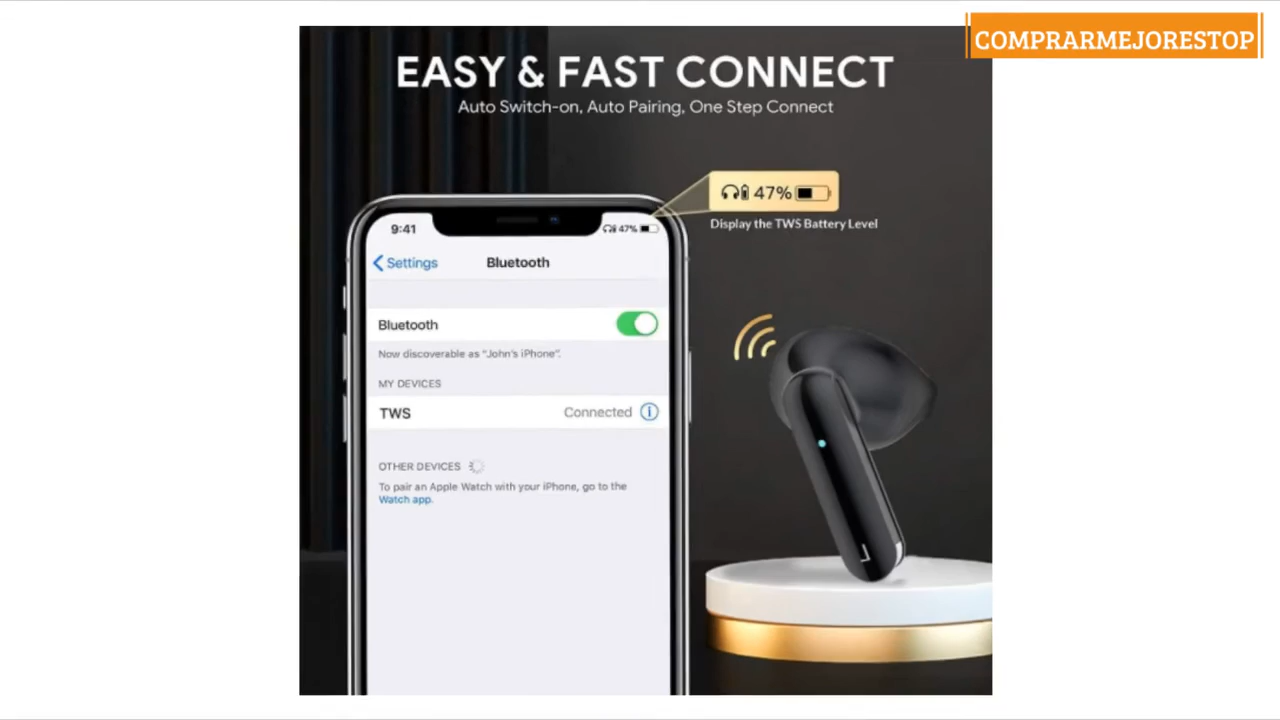 COMPRARMEJORESTOP
EASY & FAST CONNECT
Auto Switch-on, Auto Pairing, One Step Connect
47%
Display the TWS Battery Level
9:41
47%
Settings
Bluetooth
Bluetooth
Now discoverable as "John's iPhone".
MY DEVICES
TWS
Connected
OTHER DEVICES
To pair an Apple Watch with your iPhone, go to the
Watch app.
L